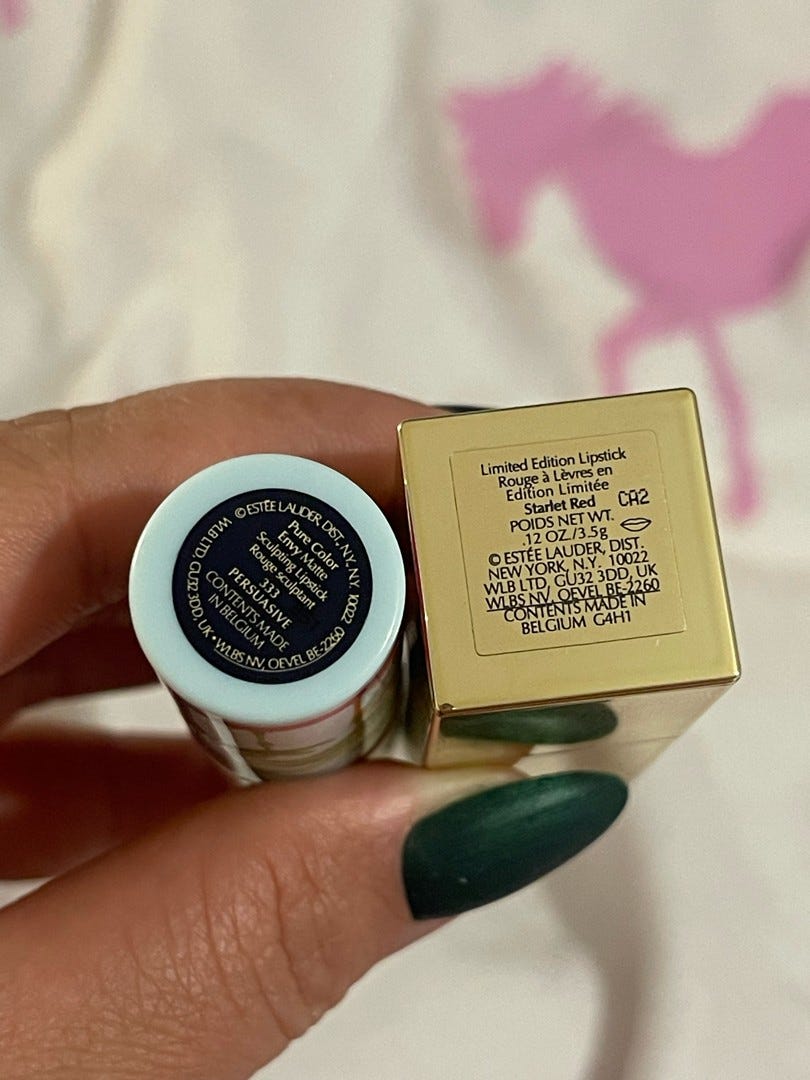 © ESTĒE LAUDER, DIST, NY, N.Y. 10022
WLB LTD, GU32 3DD UK • WLBS NV, OEVEL BE-2260
Pure Color
Envy Matte
Sculpting Lipstick
Rouge Sculptant
333
PERSUASIVE
CONTENTS MADE
IN BELGIUM
Limited Edition Lipstick
Rouge à Lèvres en
Edition Limitée
Starlet Red CA2
POIDS NET WT.
.12 OZ./3.5g
© ESTĒE LAUDER, DIST.
NEW YORK, N.Y. 10022
WLB LTD, GU32 3DD, UK
WLBS NV, OEVEL BE-2260
CONTENTS MADE IN
BELGIUM G4H1